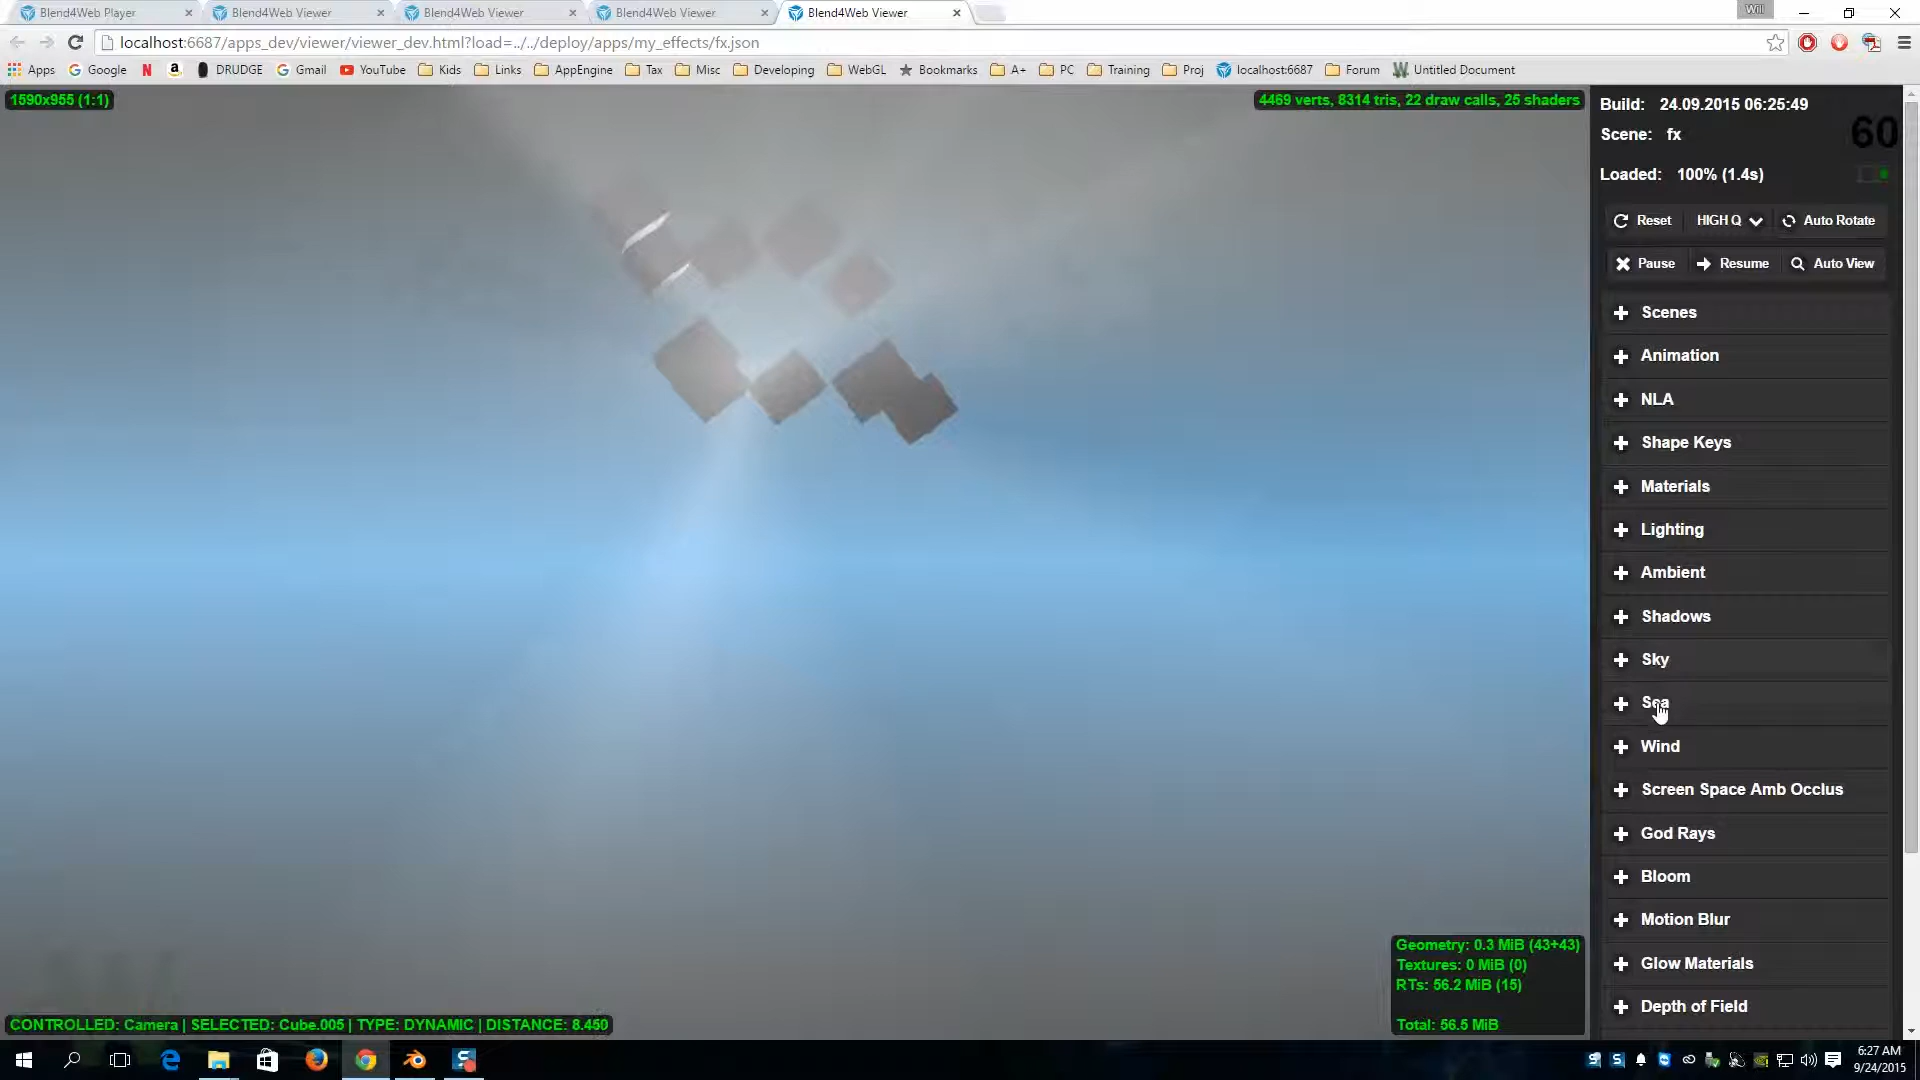 Blend4Web Player
Blend4Web Viewer
Blend4Web Viewer
Blend4Web Viewer
Blend4Web Viewer
Will
localhost:6687/apps_dev/viewer/viewer_dev.html?load=../../deploy/apps/my_effects/fx.json
Apps Google DRUDGE Gmail YouTube Kids Links AppEngine Tax Misc Developing WebGL Bookmarks A+ PC Training Proj localhost:6687 Forum Untitled Document
1590x955 (1:1)
4469 verts, 8314 tris, 22 draw calls, 25 shaders
Build: 24.09.2015 06:25:49
Scene: fx
60
Loaded: 100% (1.4s)
Reset HIGH Q Auto Rotate
Pause Resume Auto View
Scenes
Animation
NLA
Shape Keys
Materials
Lighting
Ambient
Shadows
Sky
Sea
Wind
Screen Space Amb Occlus
God Rays
Bloom
Motion Blur
Glow Materials
Depth of Field
Geometry: 0.3 MiB (43+43)
Textures: 0 MiB (0)
RTs: 56.2 MiB (15)
Total: 56.5 MiB
CONTROLLED: Camera | SELECTED: Cube.005 | TYPE: DYNAMIC | DISTANCE: 8.450
6:27 AM
9/24/2015